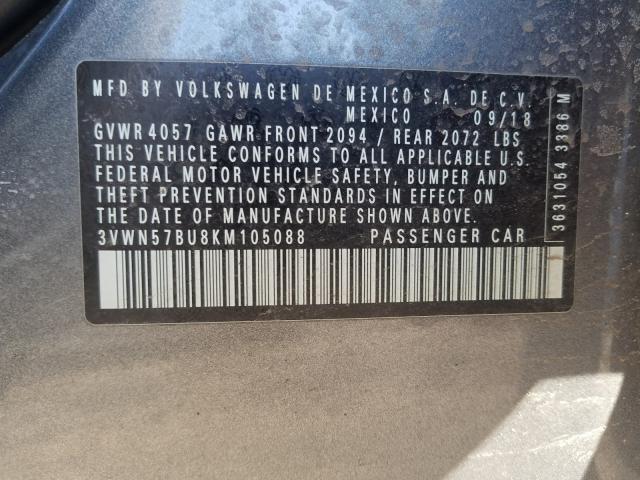 MFD BY VOLKSWAGEN DE MEXICO S.A. DE C.V.
MEXICO 09/18
GVWR 4057 GAWR FRONT 2094 / REAR 2072 LBS
THIS VEHICLE CONFORMS TO ALL APPLICABLE U.S.
FEDERAL MOTOR VEHICLE SAFETY, BUMPER AND
THEFT PREVENTION STANDARDS IN EFFECT ON
THE DATE OF MANUFACTURE SHOWN ABOVE.
3VWN57BU8KM105088 PASSENGER CAR
3631054 3386 M